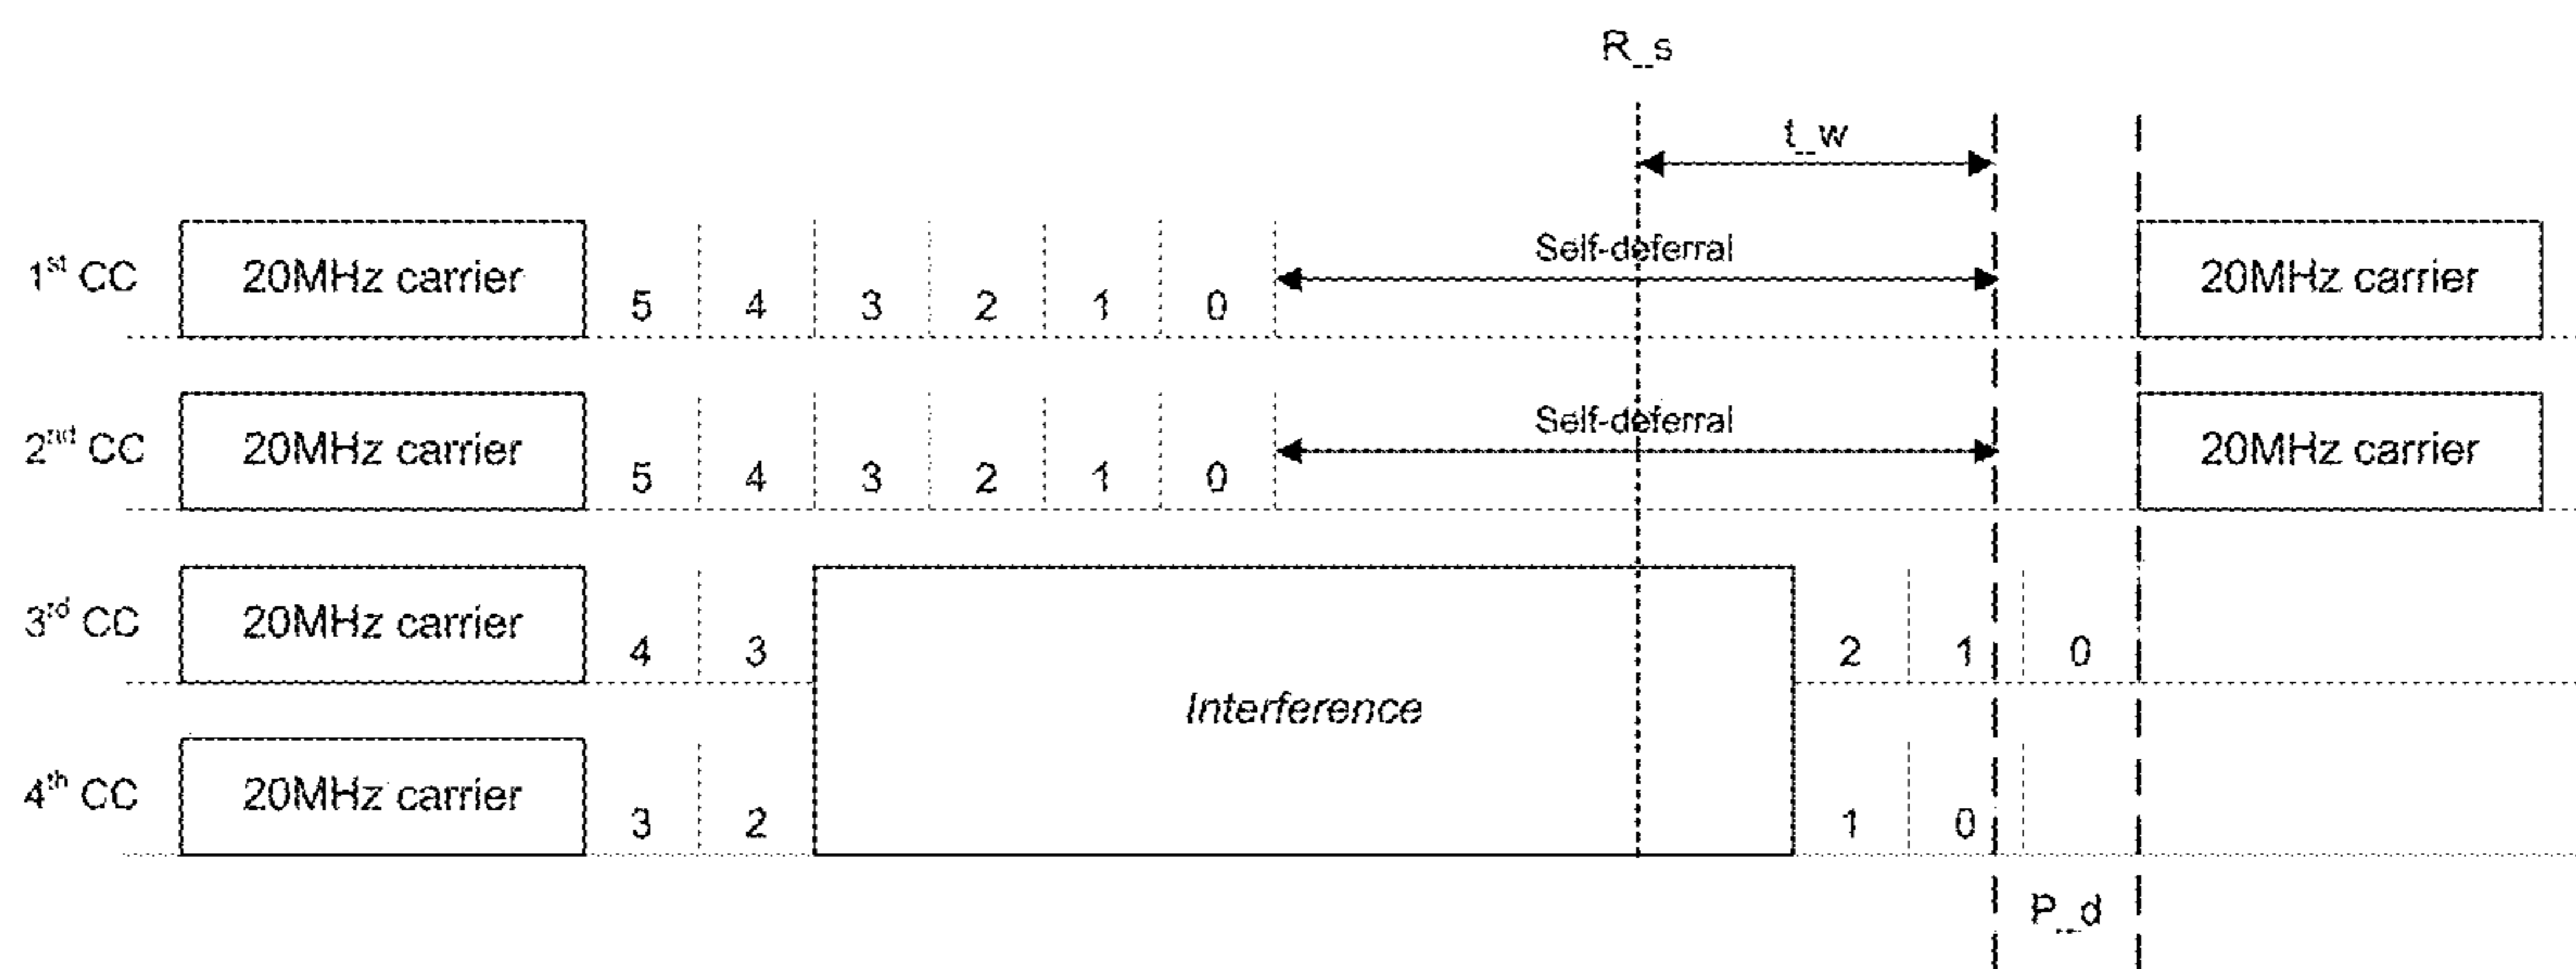 R_s
t_w
1st CC 20MHz carrier 5 4 3 2 1 0 Self-deferral 20MHz carrier
2nd CC 20MHz carrier 5 4 3 2 1 0 Self-deferral 20MHz carrier
3rd CC 20MHz carrier 4 3 2 1 0
Interference
4th CC 20MHz carrier 3 2 1 0
P_d